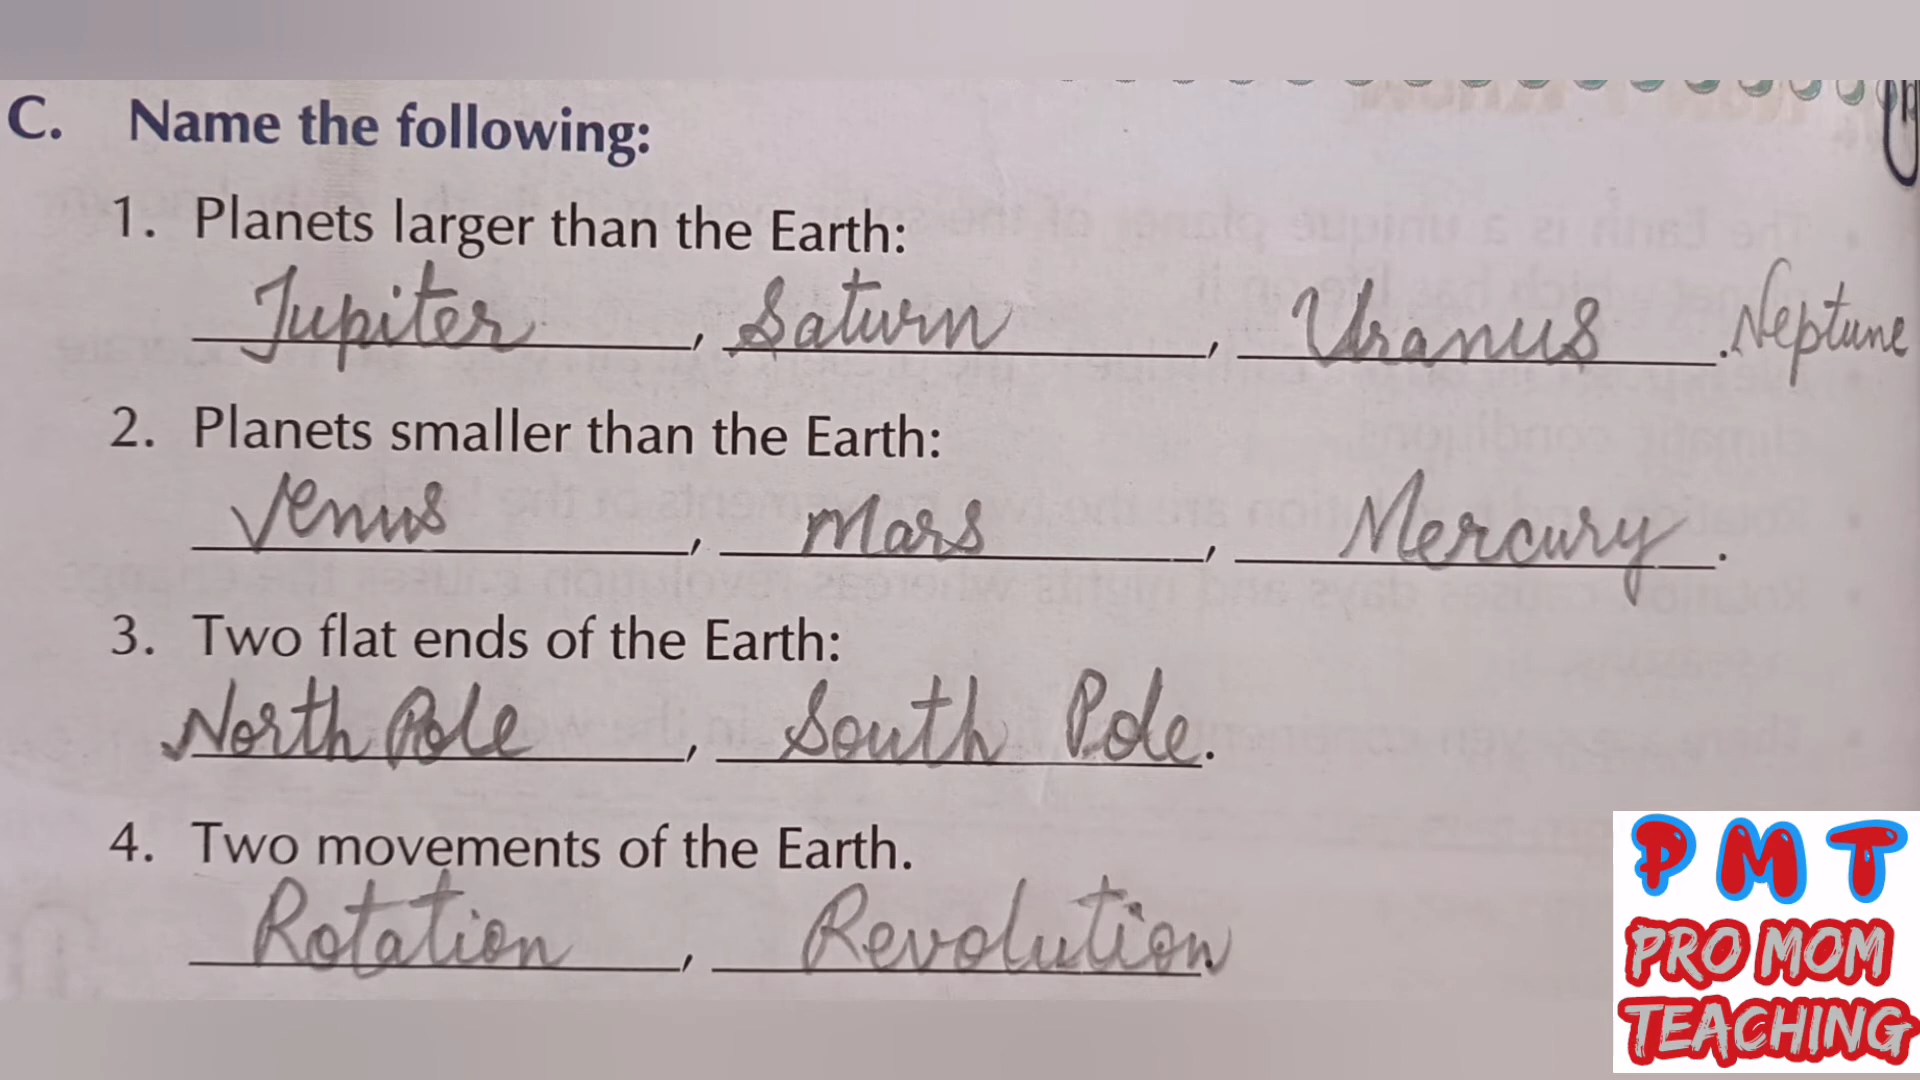 C. Name the following:
1. Planets larger than the Earth:
Jupiter, Saturn, Uranus. Neptune
2. Planets smaller than the Earth:
Venus, Mars, Mercury.
3. Two flat ends of the Earth:
North Pole, South Pole.
4. Two movements of the Earth.
Rotation, Revolution
PMT
PRO MOM
TEACHING